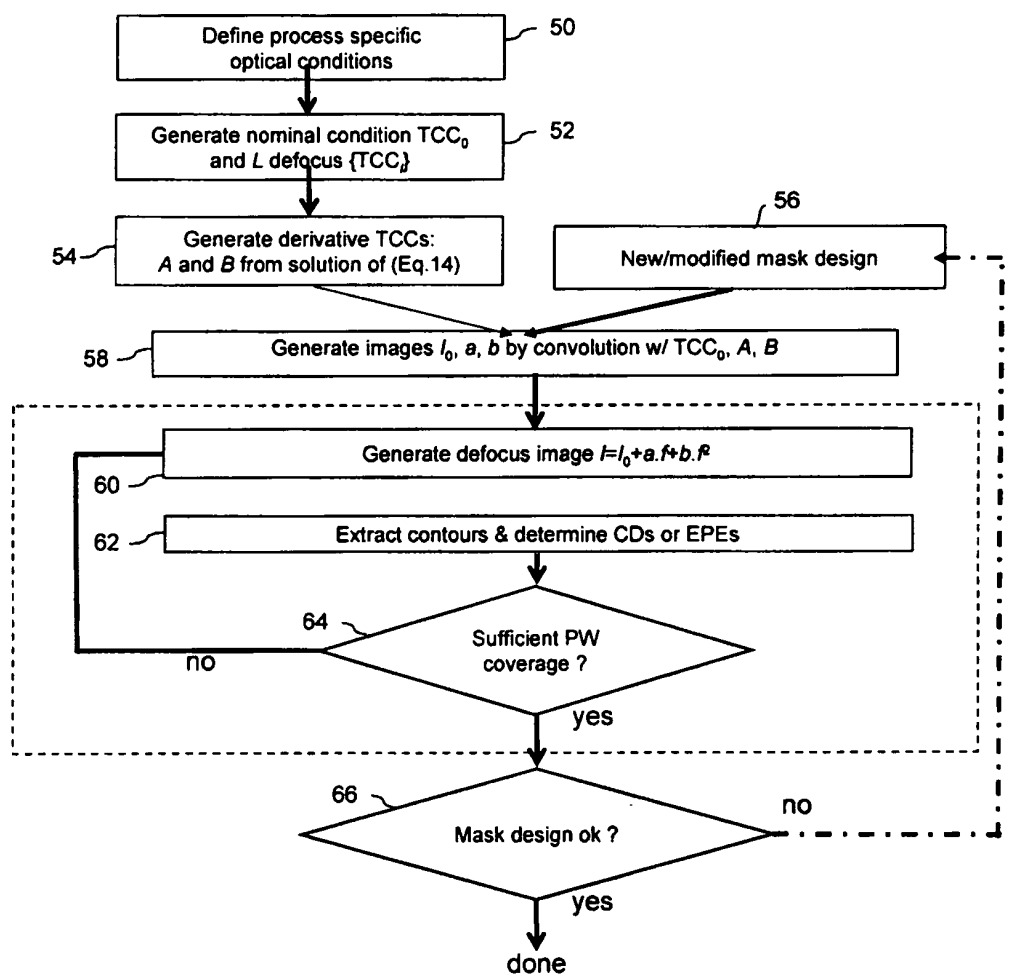 Define process specific
optical conditions
50
Generate nominal condition TCC₀
and L defocus {TCCₗᵢ}
52
54
Generate derivative TCCs:
A and B from solution of (Eq.14)
56
New/modified mask design
58
Generate images I₀, a, b by convolution w/ TCC₀, A, B
Generate defocus image I=I₀+a.f+b.f²
60
62
Extract contours & determine CDs or EPEs
64
Sufficient PW
coverage ?
no
yes
66
Mask design ok ?
no
yes
done